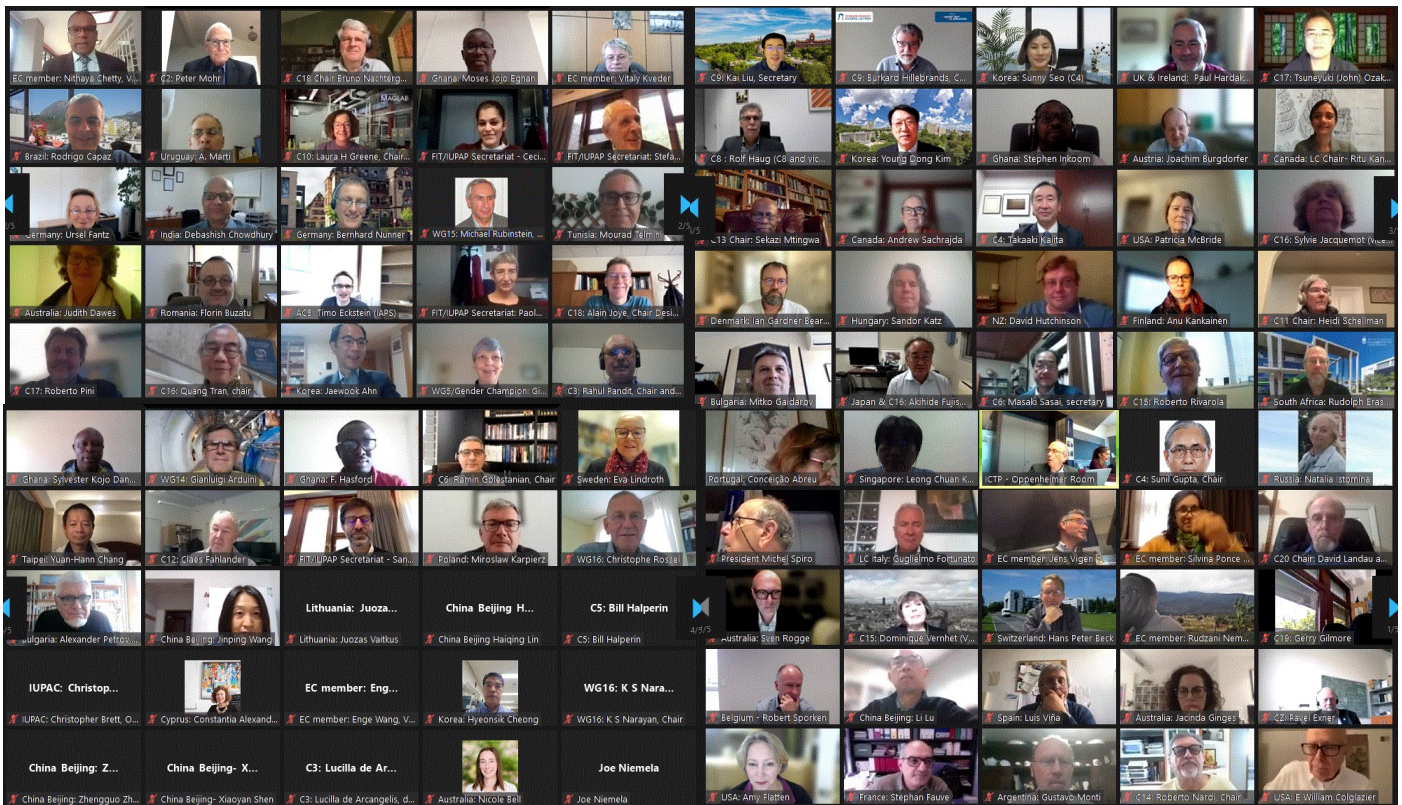 EC member: Nithaya Chetty, V...
C2: Peter Mohr
C18 Chair Bruno Nachterg...
Ghana: Moses Jojo Eghan
EC member: Vitaly Kveder
C9: Kai Liu, Secretary
C9: Burkard Hillebrands, C...
Korea: Sunny Seo (C4)
UK & Ireland: Paul Hardak...
C17: Tsuneyuki (John) Ozak...
MAGLAB
Brazil: Rodrigo Capaz
Uruguay: A. Marti
C10: Laura H Greene, Chair...
FIT/IUPAP Secretariat - Ceci...
FIT/IUPAP Secretariat: Stefa...
C8 : Rolf Haug (C8 and vic...
Korea: Young Dong Kim
Ghana: Stephen Inkoom
Austria: Joachim Burgdorfer
Canada: LC Chair- Ritu Kan...
Germany: Ursel Fantz
India: Debashish Chowdhury
Germany: Bernhard Nunner
WG15: Michael Rubinstein, ...
Tunisia: Mourad Telmin
2/5
C13 Chair: Sekazi Mtingwa
Canada: Andrew Sachrajda
C4: Takaaki Kajita
USA: Patricia McBride
C16: Sylvie Jacquemot (vice...
Australia: Judith Dawes
Romania: Florin Buzatu
AC5: Timo Eckstein (IAPS)
FIT/IUPAP Secretariat: Paol...
C18: Alain Joye, Chair Desi...
Denmark: Ian Gardner Bear...
Hungary: Sandor Katz
NZ: David Hutchinson
Finland: Anu Kankainen
C11 Chair: Heidi Schellman
C17: Roberto Pini
C16: Quang Tran, chair
Korea: Jaewook Ahn
WG5/Gender Champion: Gi...
C3: Rahul Pandit, Chair and...
Bulgaria: Mitko Gaidarov
Japan & C16: Akihide Fujis...
C6: Masaki Sasai, secretary
C15: Roberto Rivarola
South Africa: Rudolph Eras...
Ghana: Sylvester Kojo Dan...
WG14: Gianluigi Arduini
Ghana: F. Hasford
C6: Ramin Golestanian, Chair
Sweden: Eva Lindroth
Portugal: Conceição Abreu
Singapore: Leong Chuan K...
ICTP - Oppenheimer Room
C4: Sunil Gupta, Chair
Russia: Natalia Istomina
Taipei: Yuan-Hann Chang
C12: Claes Fahlander
FIT/IUPAP Secretariat - San...
Poland: Miroslaw Karpierz
WG16: Christophe Rossel
President Michel Spiro
LC Italy: Guglielmo Fortunato
EC member: Jens Vigen
EC member: Silvina Ponce ...
C20 Chair: David Landau a...
Lithuania: Juoza...
China Beijing H...
C5: Bill Halperin
Bulgaria: Alexander Petrov...
China Beijing: Jinping Wang
Lithuania: Juozas Vaitkus
China Beijing Haiqing Lin
C5: Bill Halperin
4/5
Australia: Sven Rogge
C15: Dominique Vernhet (V...
Switzerland: Hans Peter Beck
EC member: Rudzani Nem...
C19: Gerry Gilmore
IUPAC: Christop...
EC member: Eng...
WG16: K S Nara...
IUPAC: Christopher Brett, O...
Cyprus: Constantia Alexand...
EC member: Enge Wang, V...
Korea: Hyeonsik Cheong
WG16: K S Narayan, Chair
Belgium - Robert Sporken
China Beijing: Li Lu
Spain: Luis Viña
Australia: Jacinda Ginges
CZ: Pavel Exner
China Beijing: Z...
China Beijing- X...
C3: Lucilla de Ar...
Joe Niemela
China Beijing: Zhengguo Zh...
China Beijing- Xiaoyan Shen
C3: Lucilla de Arcangelis, d...
Australia: Nicole Bell
Joe Niemela
USA: Amy Flatten
France: Stephan Fauve
Argentina: Gustavo Monti
C14: Roberto Nardi, Chair
USA: E William Colglazier